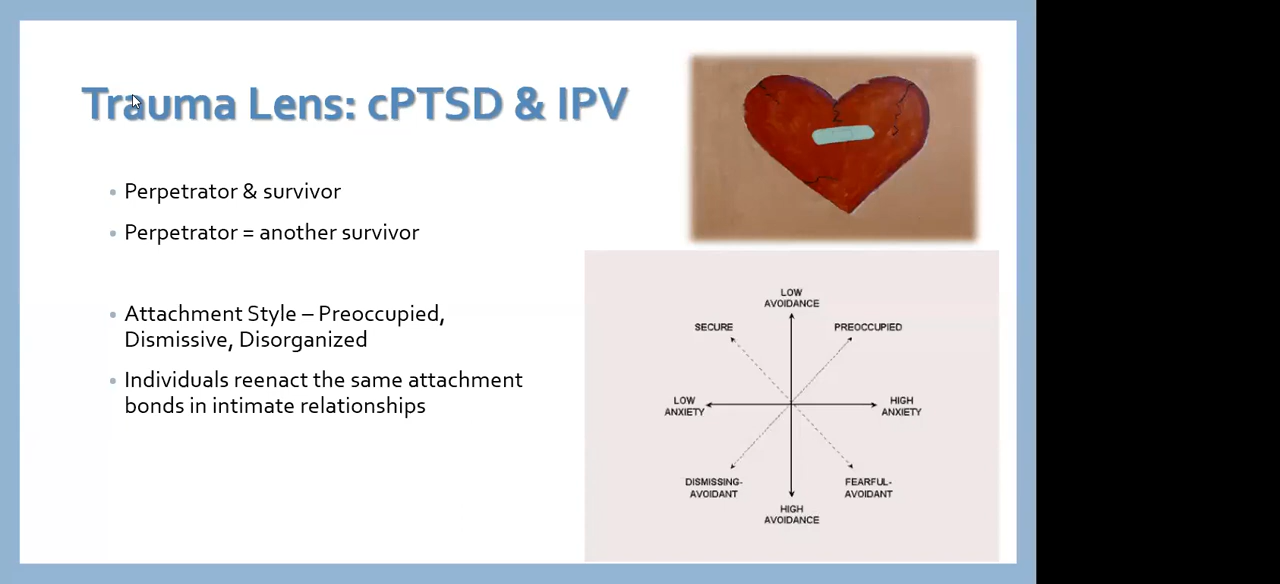 Trauma Lens: cPTSD & IPV
Perpetrator & survivor
Perpetrator = another survivor
Attachment Style – Preoccupied,
Dismissive, Disorganized
Individuals reenact the same attachment
bonds in intimate relationships
LOW
AVOIDANCE
SECURE
PREOCCUPIED
LOW
ANXIETY
HIGH
ANXIETY
DISMISSING-
AVOIDANT
FEARFUL-
AVOIDANT
HIGH
AVOIDANCE